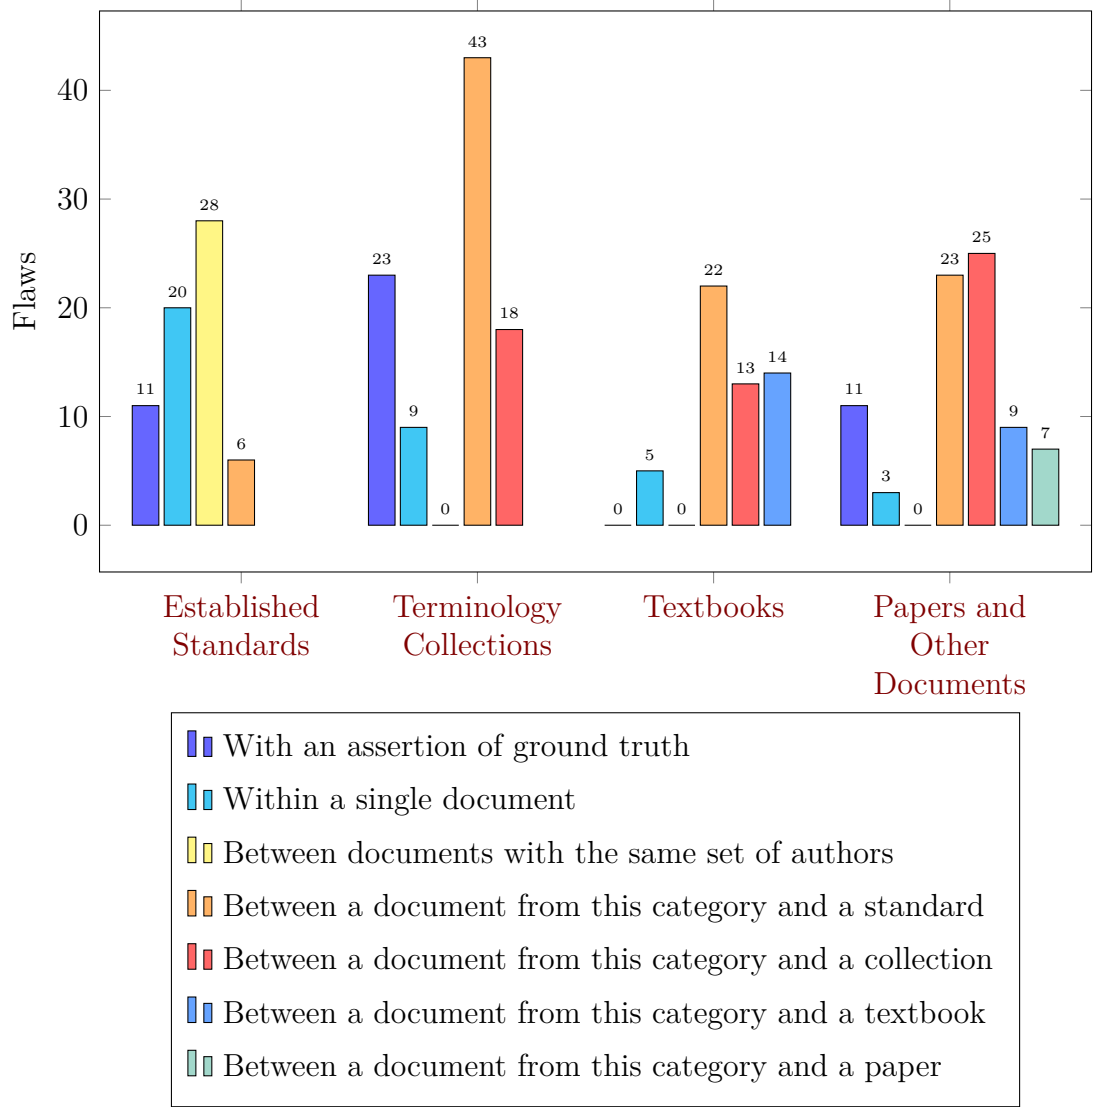 43
40
30
28
25
23
23
22
20
20
18
14
13
11
11
10
9
9
7
6
5
3
0
0
0
0
0
Flaws
Established
Standards
Terminology
Collections
Textbooks
Papers and
Other
Documents
With an assertion of ground truth
Within a single document
Between documents with the same set of authors
Between a document from this category and a standard
Between a document from this category and a collection
Between a document from this category and a textbook
Between a document from this category and a paper